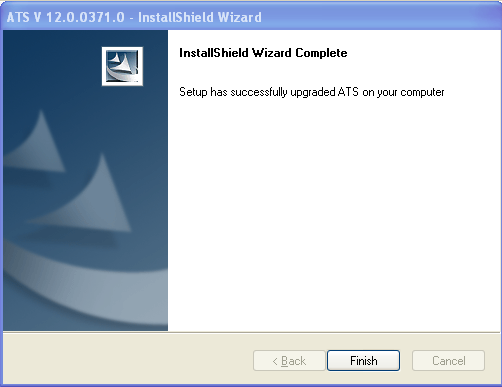 ATS V 12.0.0371.0 - InstallShield Wizard
InstallShield Wizard Complete
Setup has successfully upgraded ATS on your computer
< Back Finish Cancel